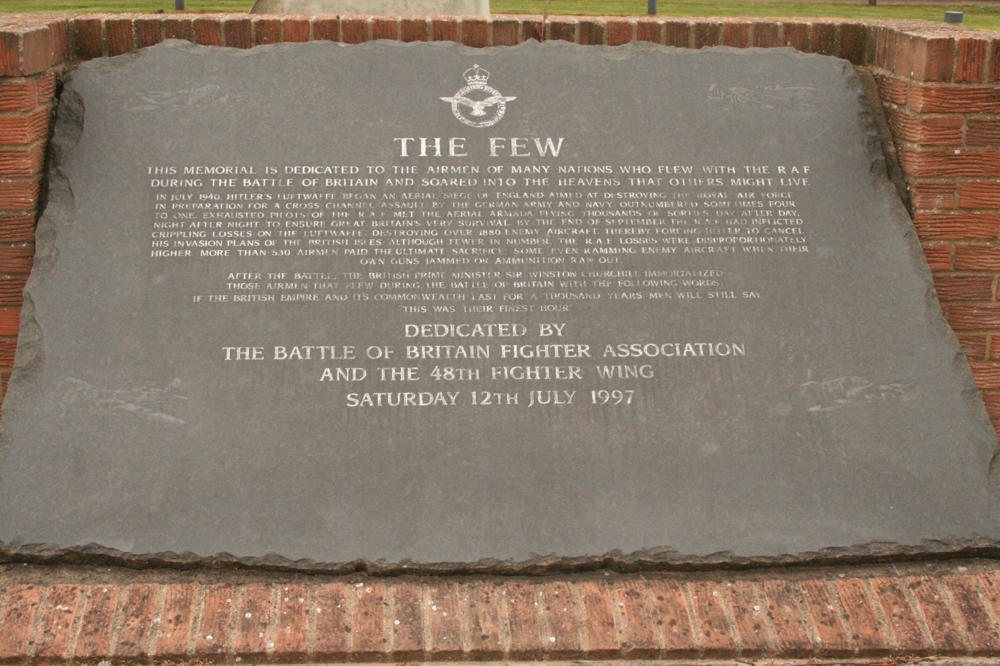 THE FEW
THIS MEMORIAL IS DEDICATED TO THE AIRMEN OF MANY NATIONS WHO FLEW WITH THE R A F
DURING THE BATTLE OF BRITAIN AND SOARED INTO THE HEAVENS THAT OTHERS MIGHT LIVE.
IN JULY 1940, HITLER'S LUFTWAFFE BEGAN AN AERIAL SIEGE OF ENGLAND AIMED AT DESTROYING THE ROYAL AIR FORCE
IN PREPARATION FOR A CROSS CHANNEL ASSAULT BY THE GERMAN ARMY AND NAVY. OUTNUMBERED SOMETIMES FOUR
TO ONE, EXHAUSTED PILOTS OF THE R.A.F. MET THE AERIAL ARMADA FLYING THOUSANDS OF SORTIES, DAY AFTER DAY,
NIGHT AFTER NIGHT, TO ENSURE GREAT BRITAIN'S VERY SURVIVAL. BY THE END OF SEPTEMBER THE R.A.F. HAD INFLICTED
CRIPPLING LOSSES ON THE LUFTWAFFE, DESTROYING OVER 1880 ENEMY AIRCRAFT, THEREBY FORCING HITLER TO CANCEL
HIS INVASION PLANS OF THE BRITISH ISLES. ALTHOUGH FEWER IN NUMBER, THE R.A.F. LOSSES WERE DISPROPORTIONATELY
HIGHER. MORE THAN 530 AIRMEN PAID THE ULTIMATE SACRIFICE, SOME EVEN RAMMING ENEMY AIRCRAFT WHEN THEIR
OWN GUNS JAMMED OR AMMUNITION RAN OUT.
AFTER THE BATTLE, THE BRITISH PRIME MINISTER SIR WINSTON CHURCHILL IMMORTALIZED
THOSE AIRMEN THAT FLEW DURING THE BATTLE OF BRITAIN WITH THE FOLLOWING WORDS:
IF THE BRITISH EMPIRE AND ITS COMMONWEALTH LAST FOR A THOUSAND YEARS, MEN WILL STILL SAY
"THIS WAS THEIR FINEST HOUR"
DEDICATED BY
THE BATTLE OF BRITAIN FIGHTER ASSOCIATION
AND THE 48TH FIGHTER WING
SATURDAY 12TH JULY 1997